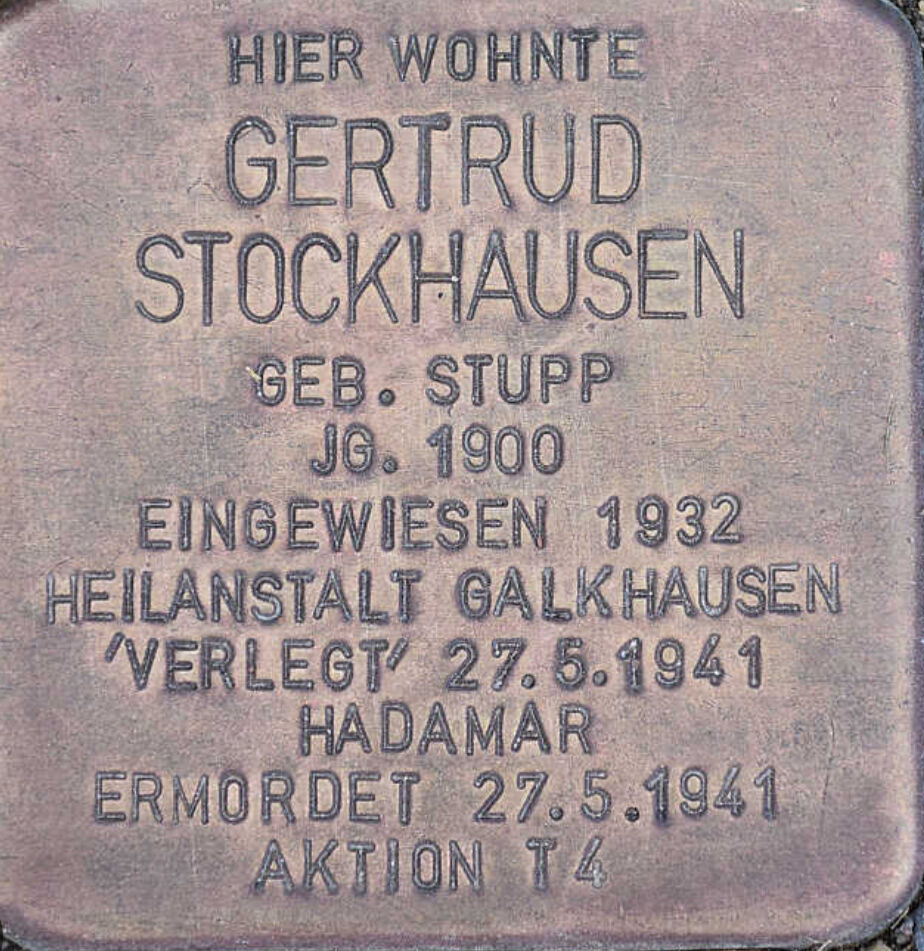 HIER WOHNTE
GERTRUD
STOCKHAUSEN
GEB. STUPP
JG. 1900
EINGEWIESEN 1932
HEILANSTALT GALKHAUSEN
'VERLEGT' 27.5.1941
HADAMAR
ERMORDET 27.5.1941
AKTION T4